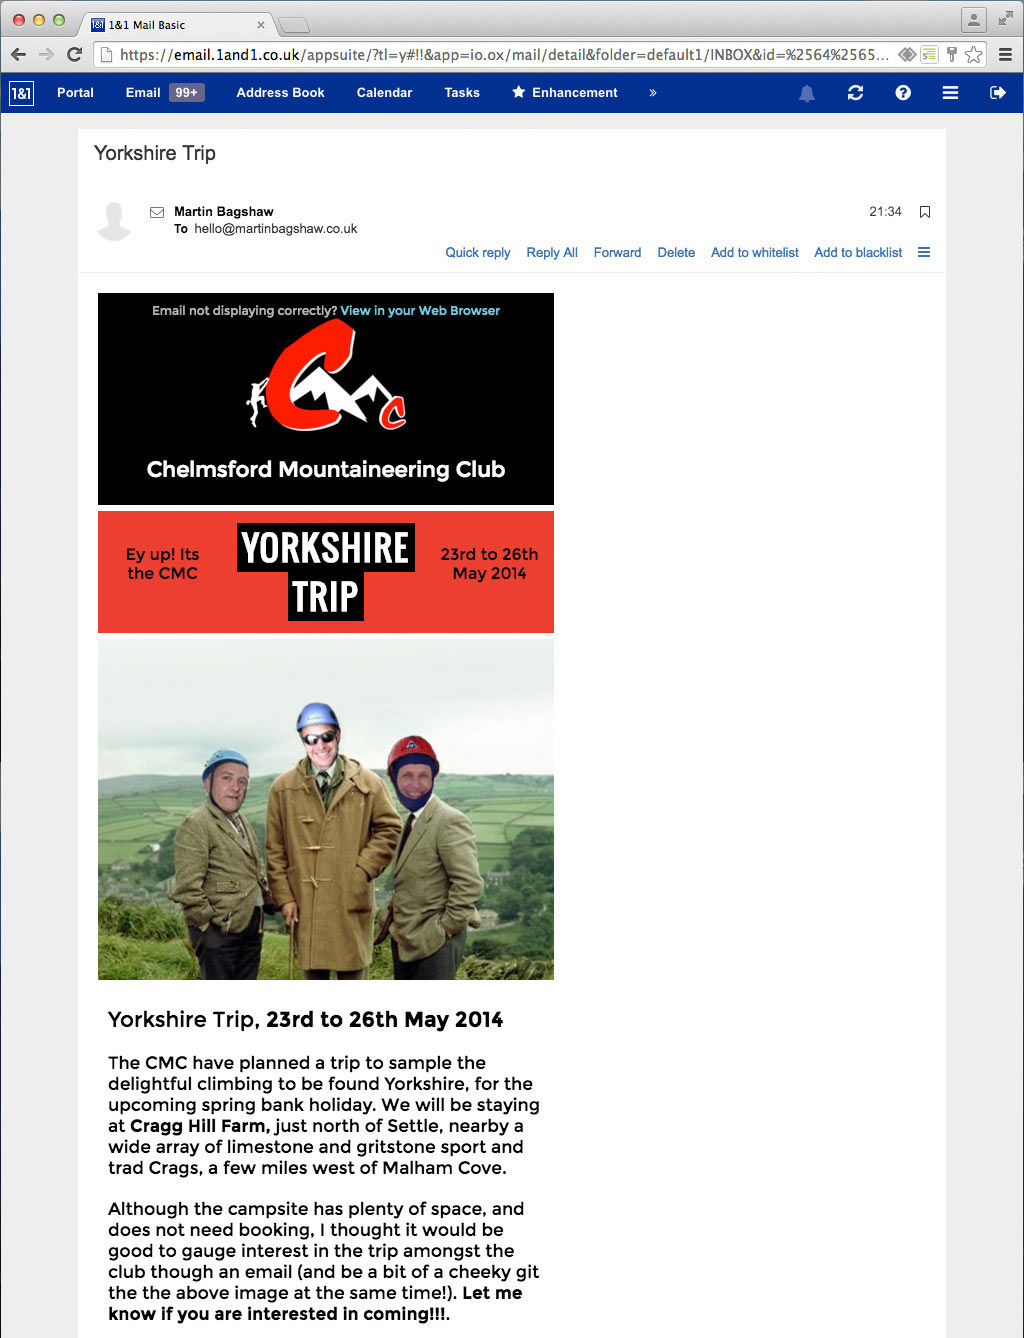 1&1 Mail Basic
https://email.1and1.co.uk/appsuite/?tl=y#!!&app=io.ox/mail/detail&folder=default1/INBOX&id=%2564%2565...
1&1 Portal Email 99+ Address Book Calendar Tasks Enhancement »
Yorkshire Trip
Martin Bagshaw 21:34
To hello@martinbagshaw.co.uk
Quick reply Reply All Forward Delete Add to whitelist Add to blacklist
Email not displaying correctly? View in your Web Browser
C C
Chelmsford Mountaineering Club
Ey up! Its
the CMC
YORKSHIRE
TRIP
23rd to 26th
May 2014
Yorkshire Trip, 23rd to 26th May 2014
The CMC have planned a trip to sample the
delightful climbing to be found Yorkshire, for the
upcoming spring bank holiday. We will be staying
at Cragg Hill Farm, just north of Settle, nearby a
wide array of limestone and gritstone sport and
trad Crags, a few miles west of Malham Cove.
Although the campsite has plenty of space, and
does not need booking, I thought it would be
good to gauge interest in the trip amongst the
club though an email (and be a bit of a cheeky git
the the above image at the same time!). Let me
know if you are interested in coming!!!.